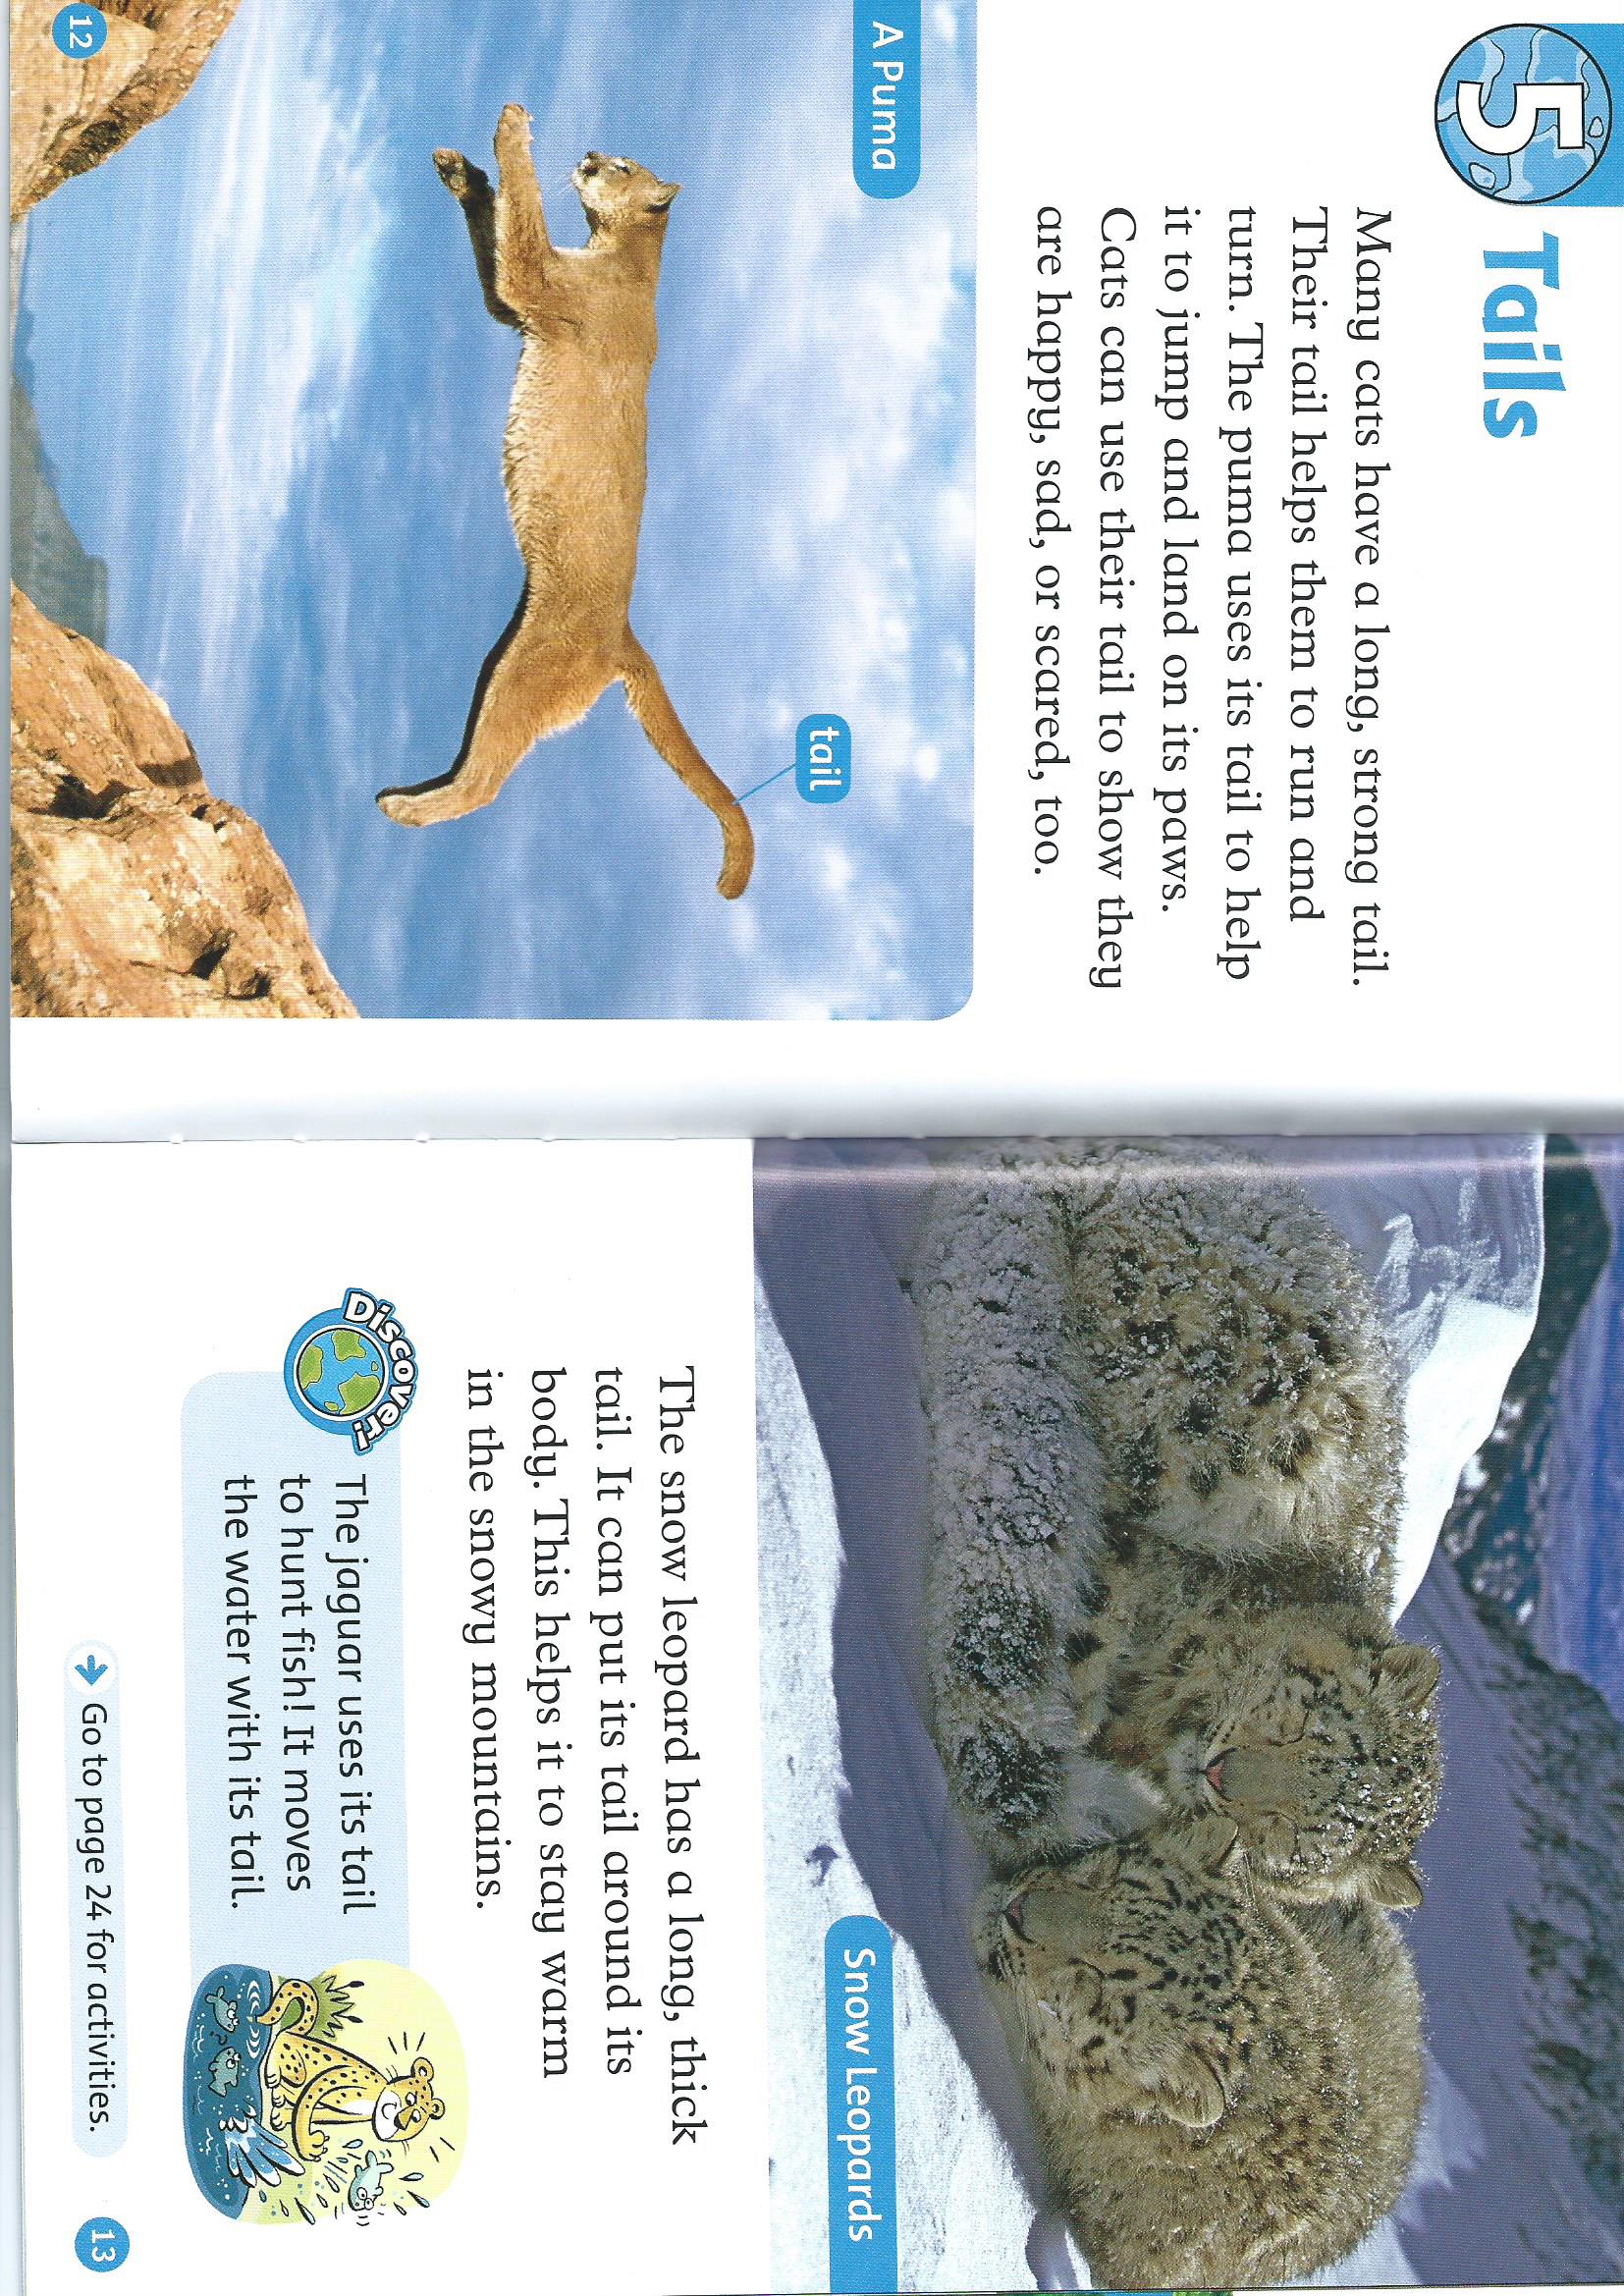 5 Tails
Many cats have a long, strong tail.
Their tail helps them to run and
turn. The puma uses its tail to help
it to jump and land on its paws.
Cats can use their tail to show they
are happy, sad, or scared, too.
A Puma
tail
12
Snow Leopards
The snow leopard has a long, thick
tail. It can put its tail around its
body. This helps it to stay warm
in the snowy mountains.
Discover!
The jaguar uses its tail
to hunt fish! It moves
the water with its tail.
→ Go to page 24 for activities.
13